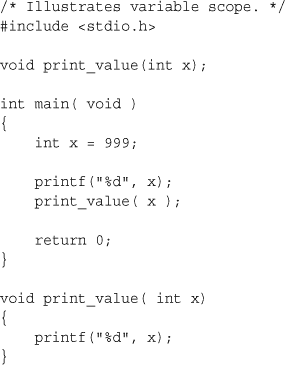 /* Illustrates variable scope. */
#include <stdio.h>

void print_value(int x);

int main( void )
{
    int x = 999;

    printf("%d", x);
    print_value( x );

    return 0;
}

void print_value( int x)
{
    printf("%d", x);
}